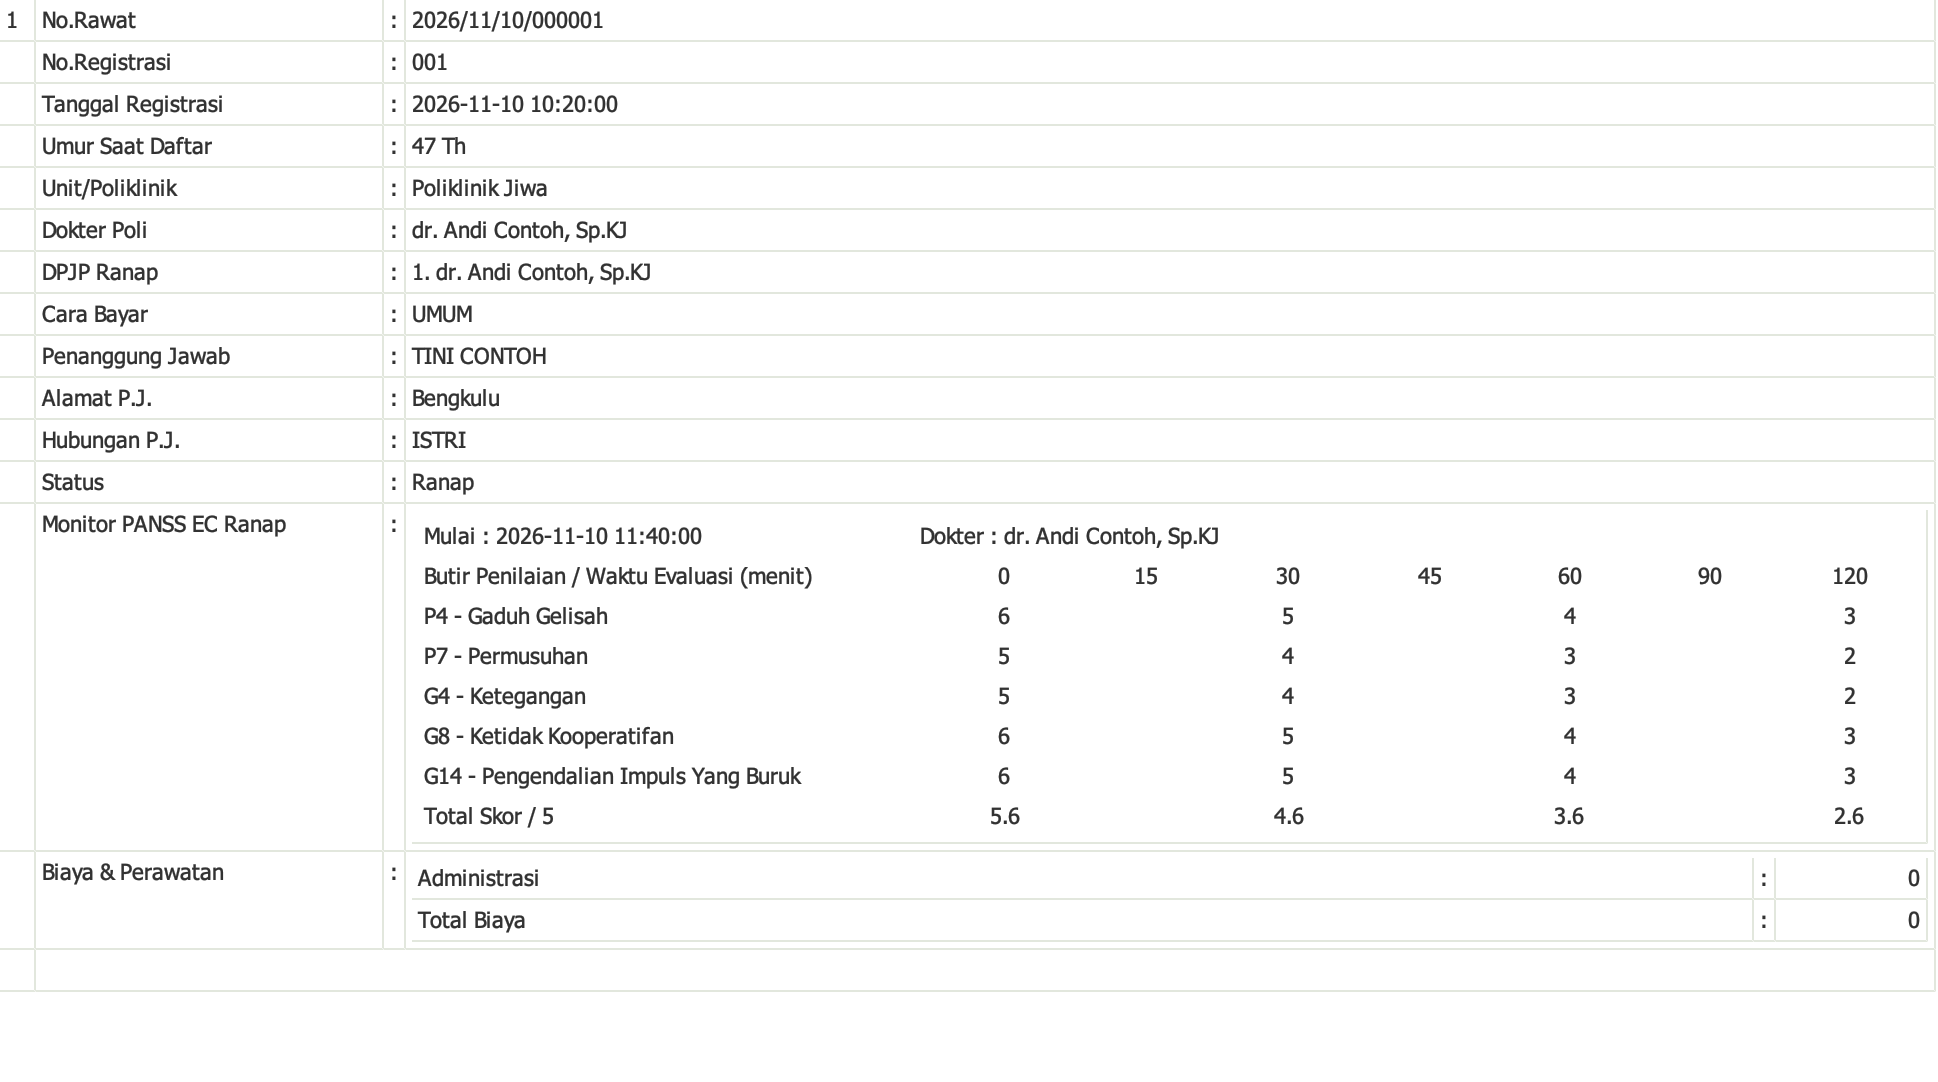 1 No.Rawat : 2026/11/10/000001
No.Registrasi : 001
Tanggal Registrasi : 2026-11-10 10:20:00
Umur Saat Daftar : 47 Th
Unit/Poliklinik : Poliklinik Jiwa
Dokter Poli : dr. Andi Contoh, Sp.KJ
DPJP Ranap : 1. dr. Andi Contoh, Sp.KJ
Cara Bayar : UMUM
Penanggung Jawab : TINI CONTOH
Alamat P.J. : Bengkulu
Hubungan P.J. : ISTRI
Status : Ranap
Monitor PANSS EC Ranap :
Mulai : 2026-11-10 11:40:00 Dokter : dr. Andi Contoh, Sp.KJ
Butir Penilaian / Waktu Evaluasi (menit) 0 15 30 45 60 90 120
P4 - Gaduh Gelisah 6 5 4 3
P7 - Permusuhan 5 4 3 2
G4 - Ketegangan 5 4 3 2
G8 - Ketidak Kooperatifan 6 5 4 3
G14 - Pengendalian Impuls Yang Buruk 6 5 4 3
Total Skor / 5 5.6 4.6 3.6 2.6
Biaya & Perawatan :
Administrasi : 0
Total Biaya : 0